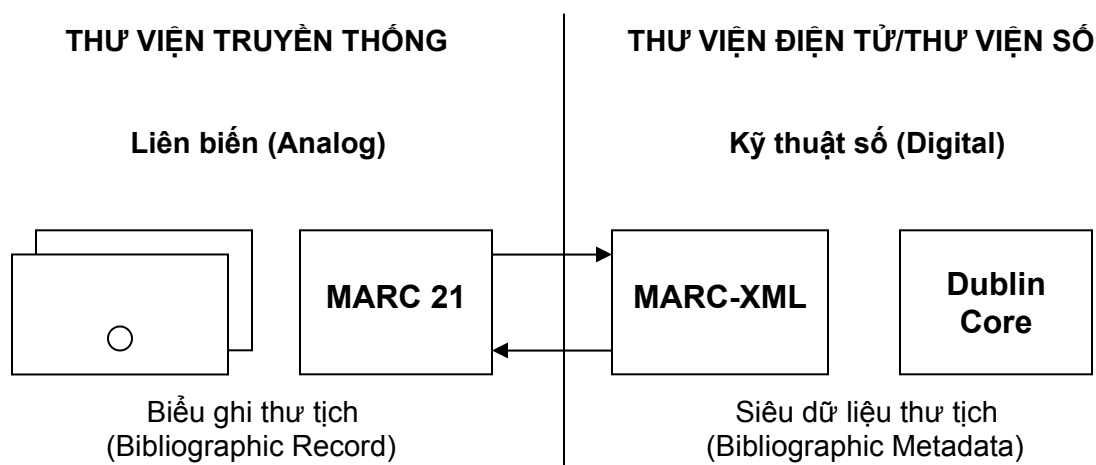 THƯ VIỆN TRUYỀN THỐNG
THƯ VIỆN ĐIỆN TỬ/THƯ VIỆN SỐ
Liên biến (Analog)
Kỹ thuật số (Digital)
MARC 21
MARC-XML
Dublin
Core
Biểu ghi thư tịch
(Bibliographic Record)
Siêu dữ liệu thư tịch
(Bibliographic Metadata)